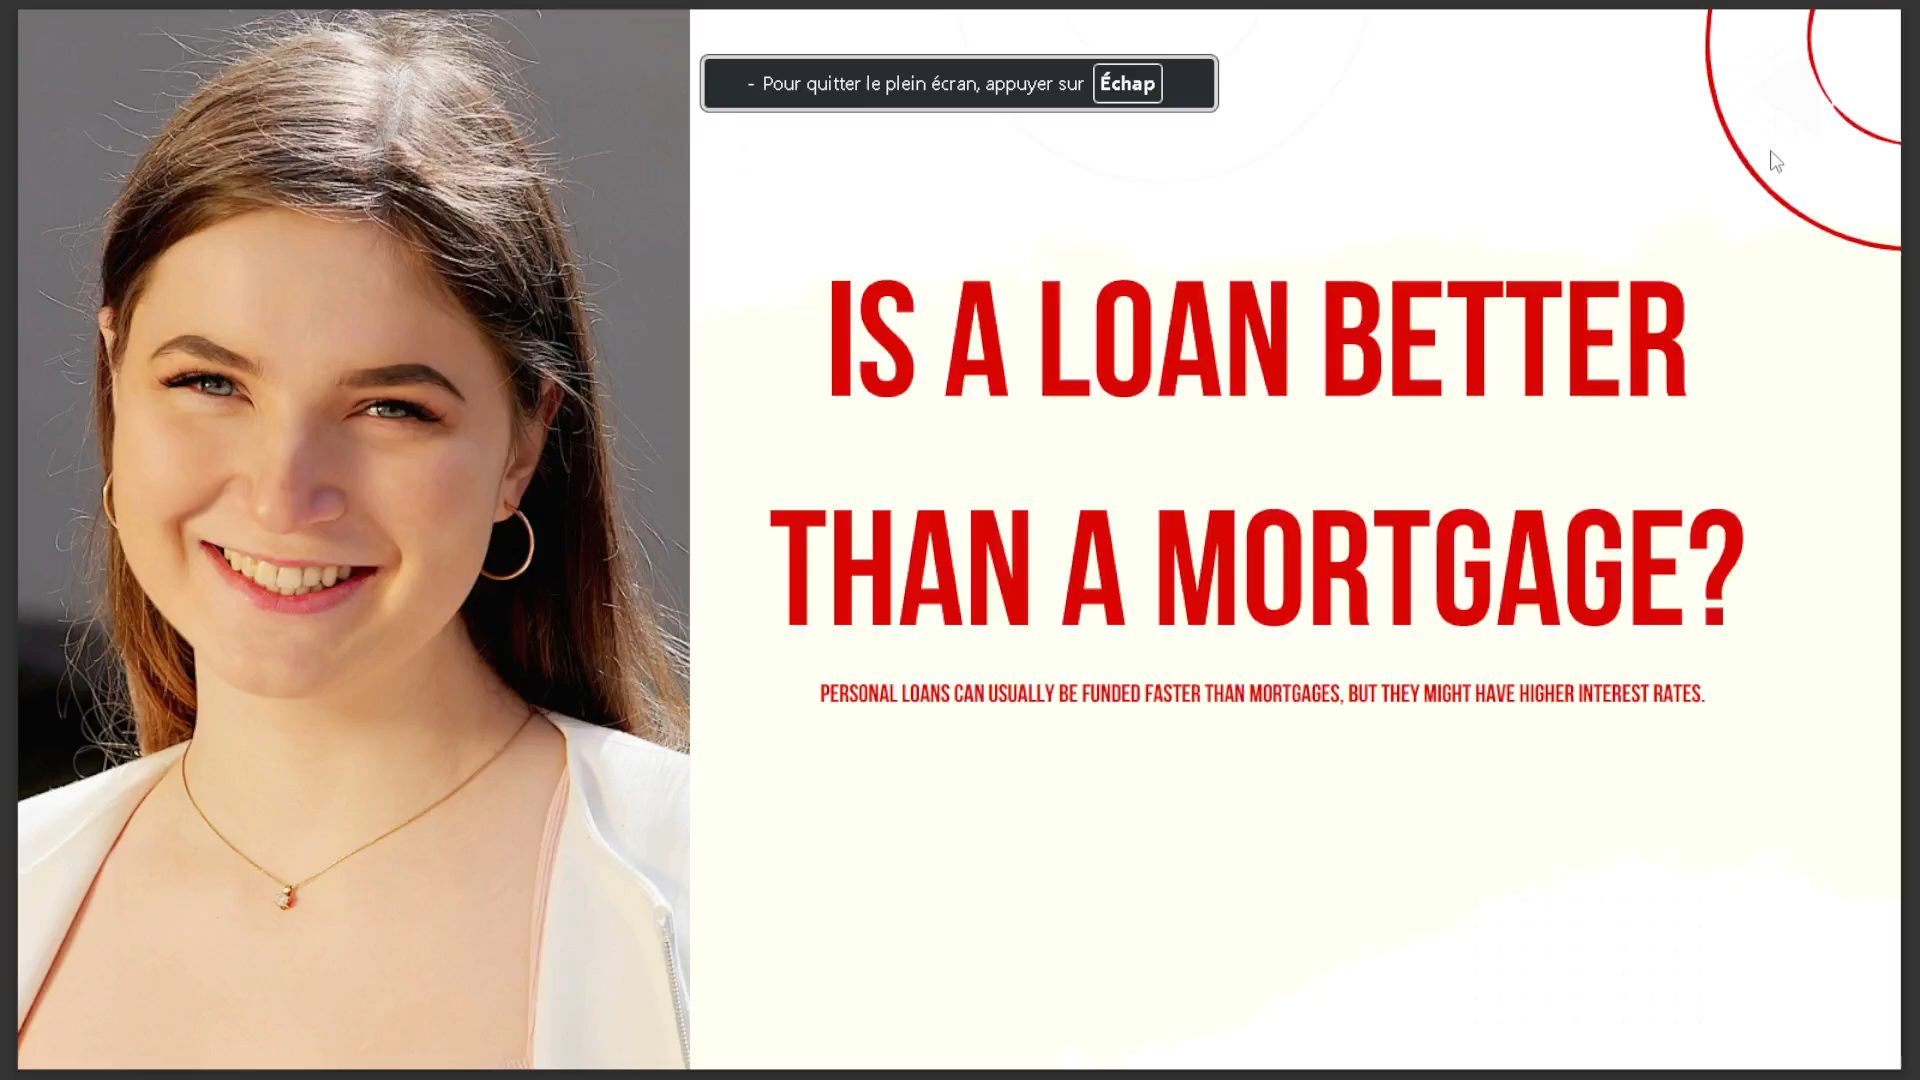 - Pour quitter le plein écran, appuyer sur Échap
IS A LOAN BETTER
THAN A MORTGAGE?
PERSONAL LOANS CAN USUALLY BE FUNDED FASTER THAN MORTGAGES, BUT THEY MIGHT HAVE HIGHER INTEREST RATES.